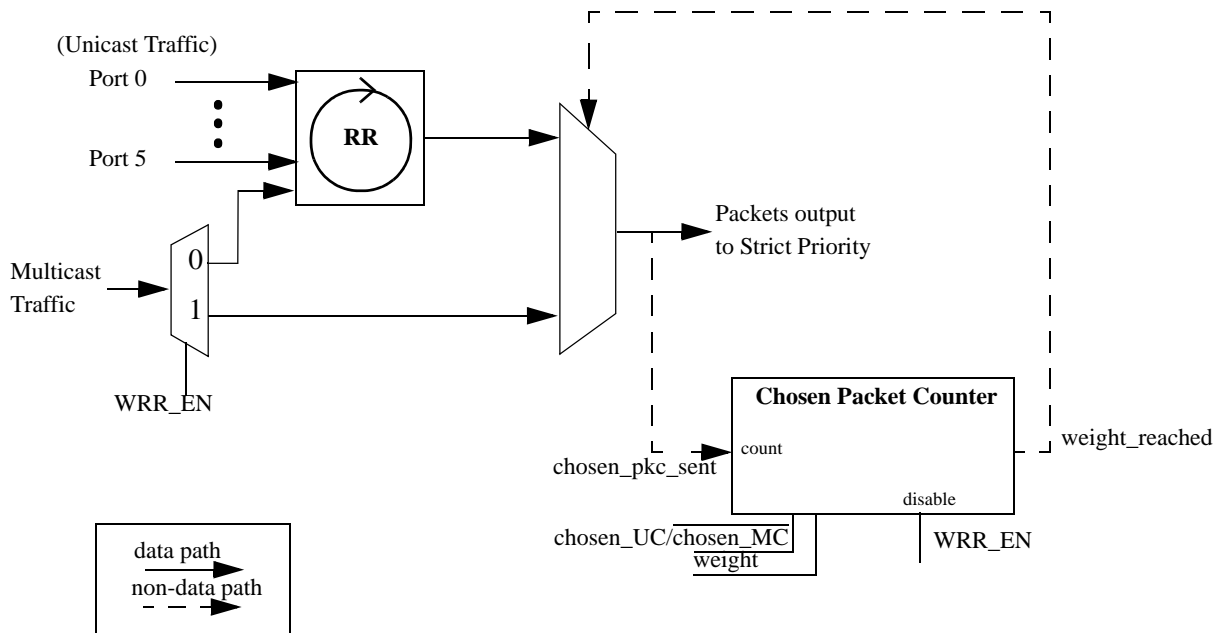 (Unicast Traffic)
Port 0
RR
Port 5
Packets output
to Strict Priority
0
Multicast
Traffic
1
WRR_EN
Chosen Packet Counter
weight_reached
count
chosen_pkc_sent
disable
chosen_UC/chosen_MC
WRR_EN
weight
data path
non-data path